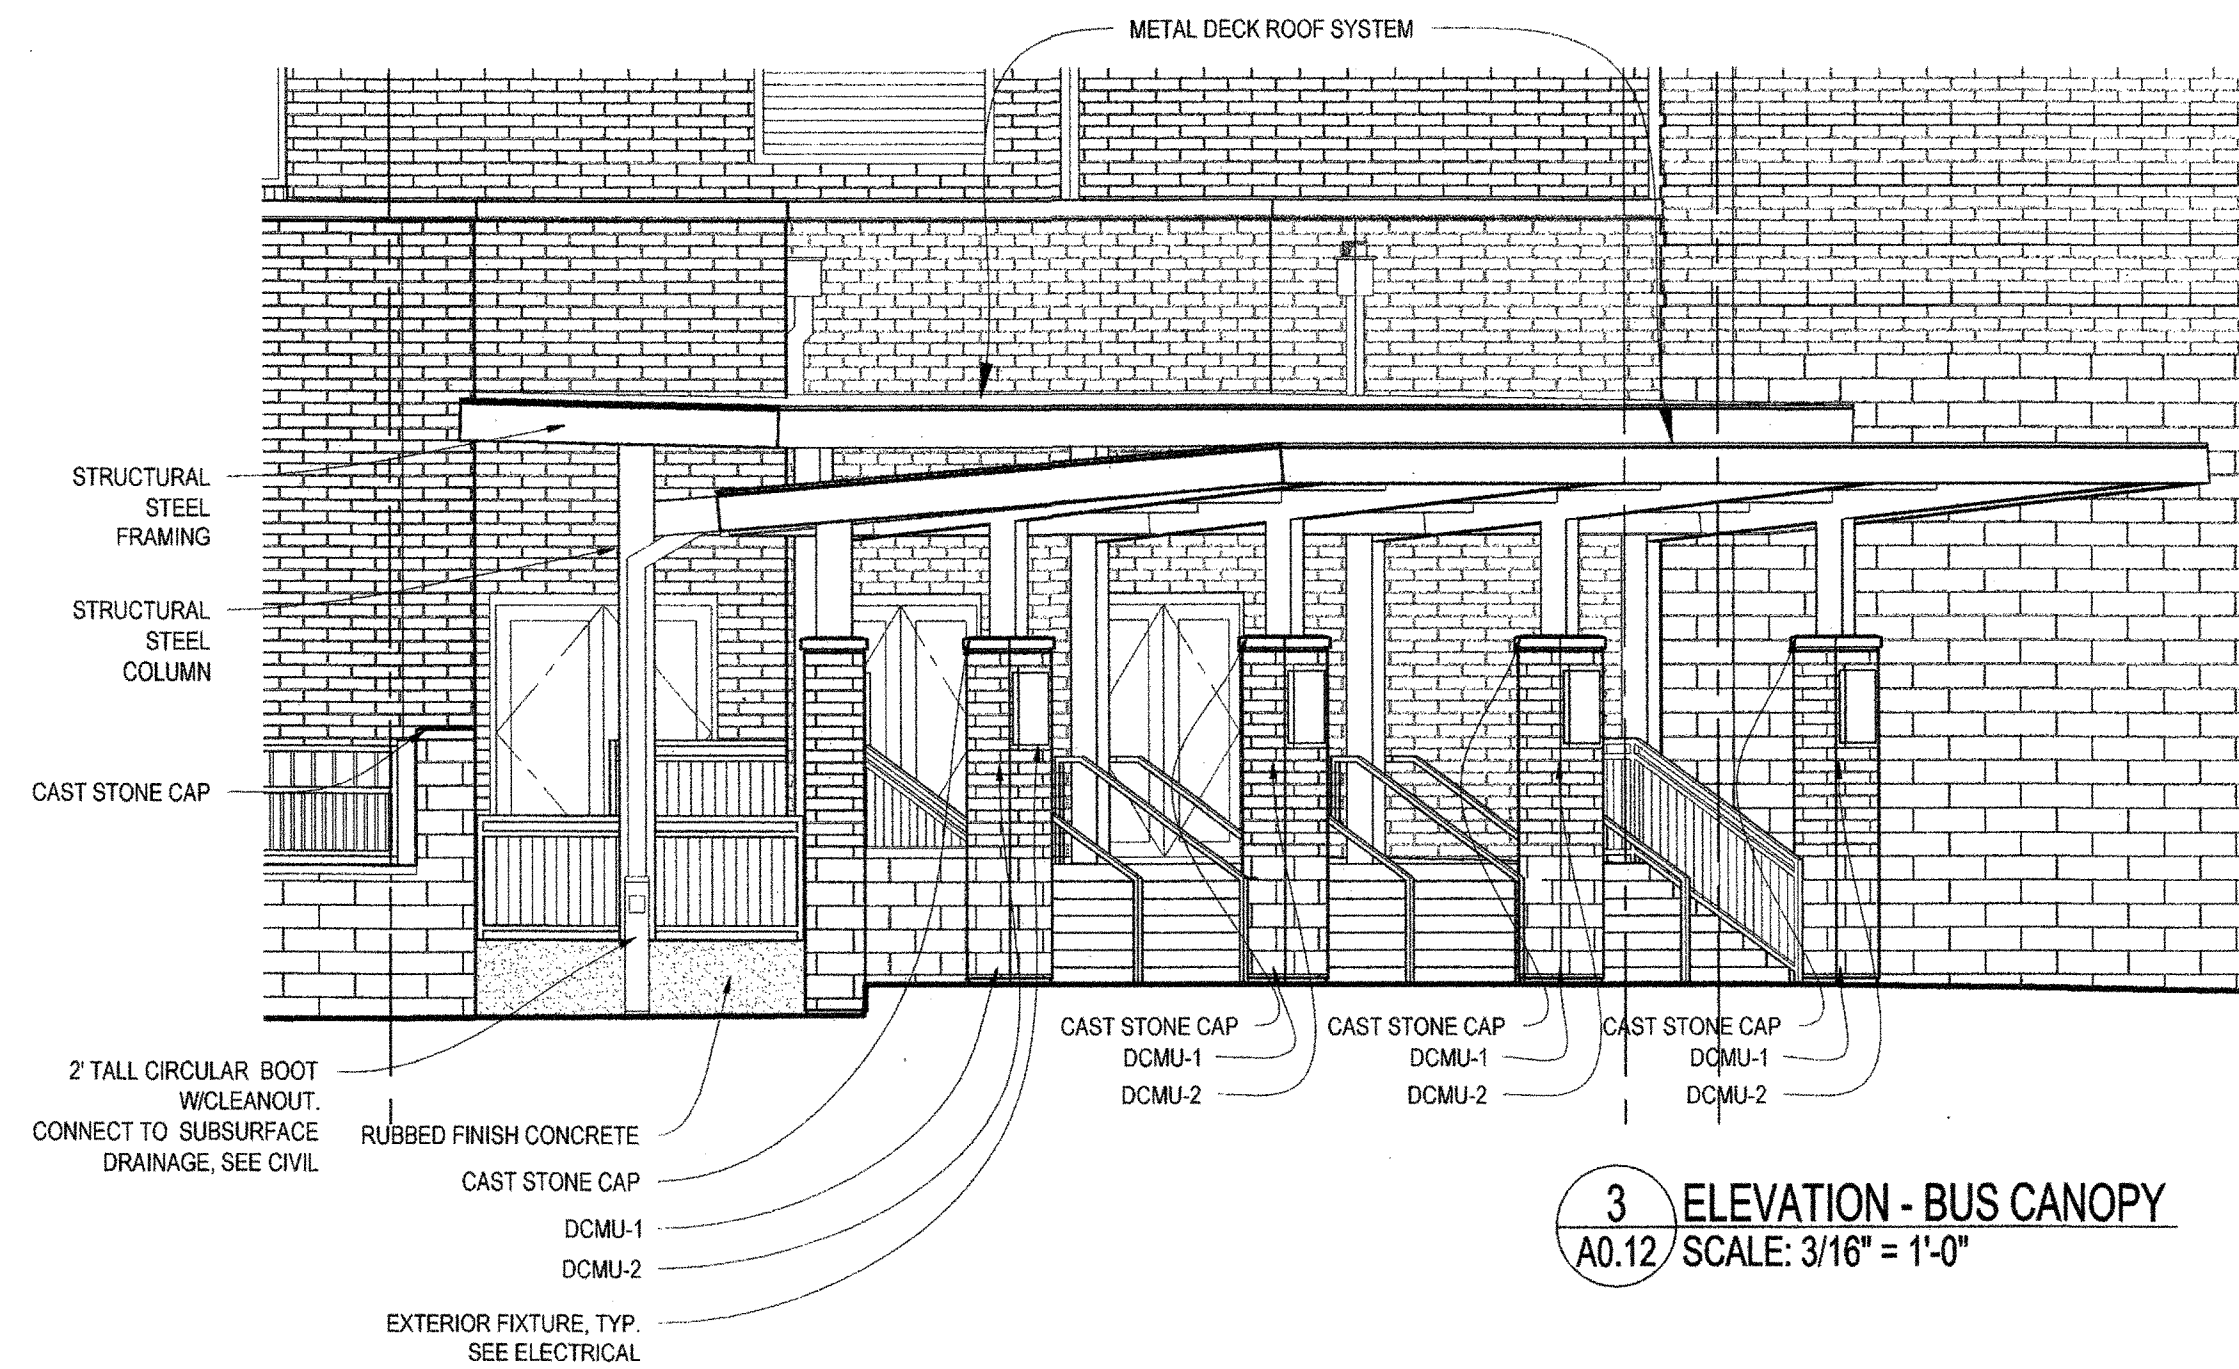 METAL DECK ROOF SYSTEM
STRUCTURAL
STEEL
FRAMING
STRUCTURAL
STEEL
COLUMN
CAST STONE CAP
2' TALL CIRCULAR BOOT
W/CLEANOUT.
CONNECT TO SUBSURFACE
DRAINAGE, SEE CIVIL
RUBBED FINISH CONCRETE
CAST STONE CAP
DCMU-1
DCMU-2
EXTERIOR FIXTURE, TYP.
SEE ELECTRICAL
CAST STONE CAP
DCMU-1
DCMU-2
CAST STONE CAP
DCMU-1
DCMU-2
CAST STONE CAP
DCMU-1
DCMU-2
3 ELEVATION - BUS CANOPY
A0.12 SCALE: 3/16" = 1'-0"